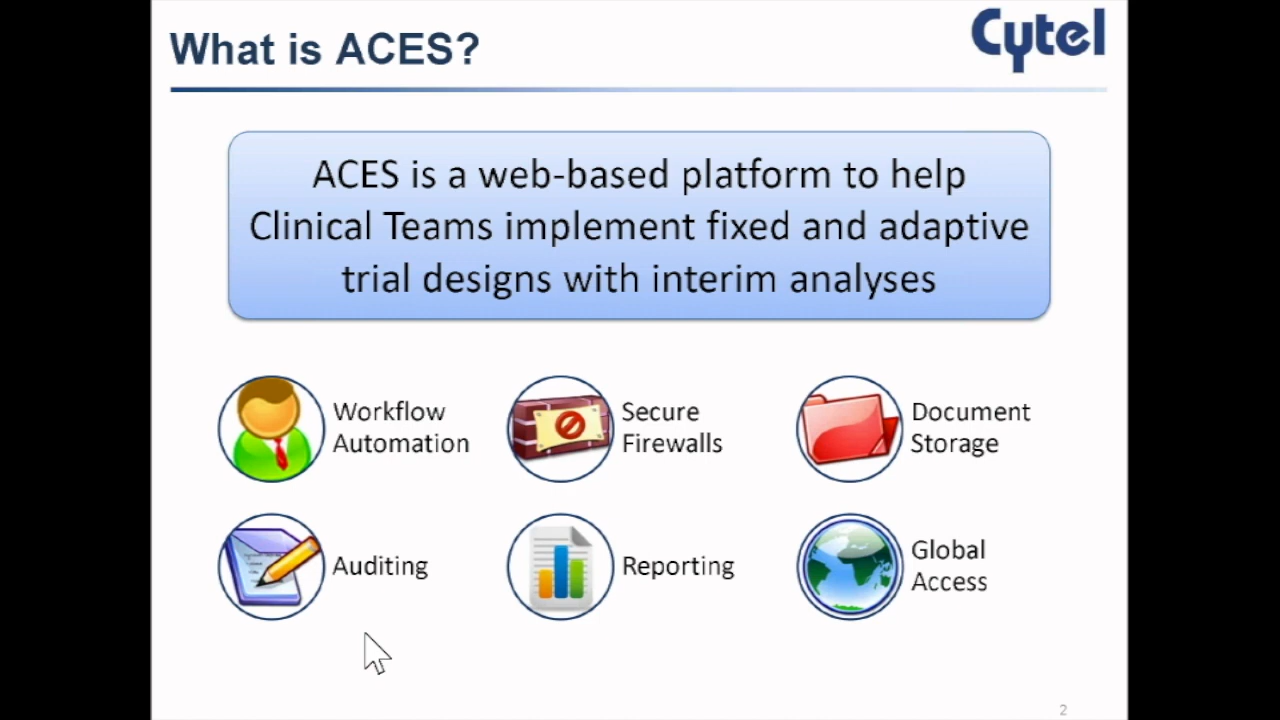 What is ACES?
Cytel
ACES is a web-based platform to help
Clinical Teams implement fixed and adaptive
trial designs with interim analyses
Workflow
Automation
Secure
Firewalls
Document
Storage
Auditing
Reporting
Global
Access
2